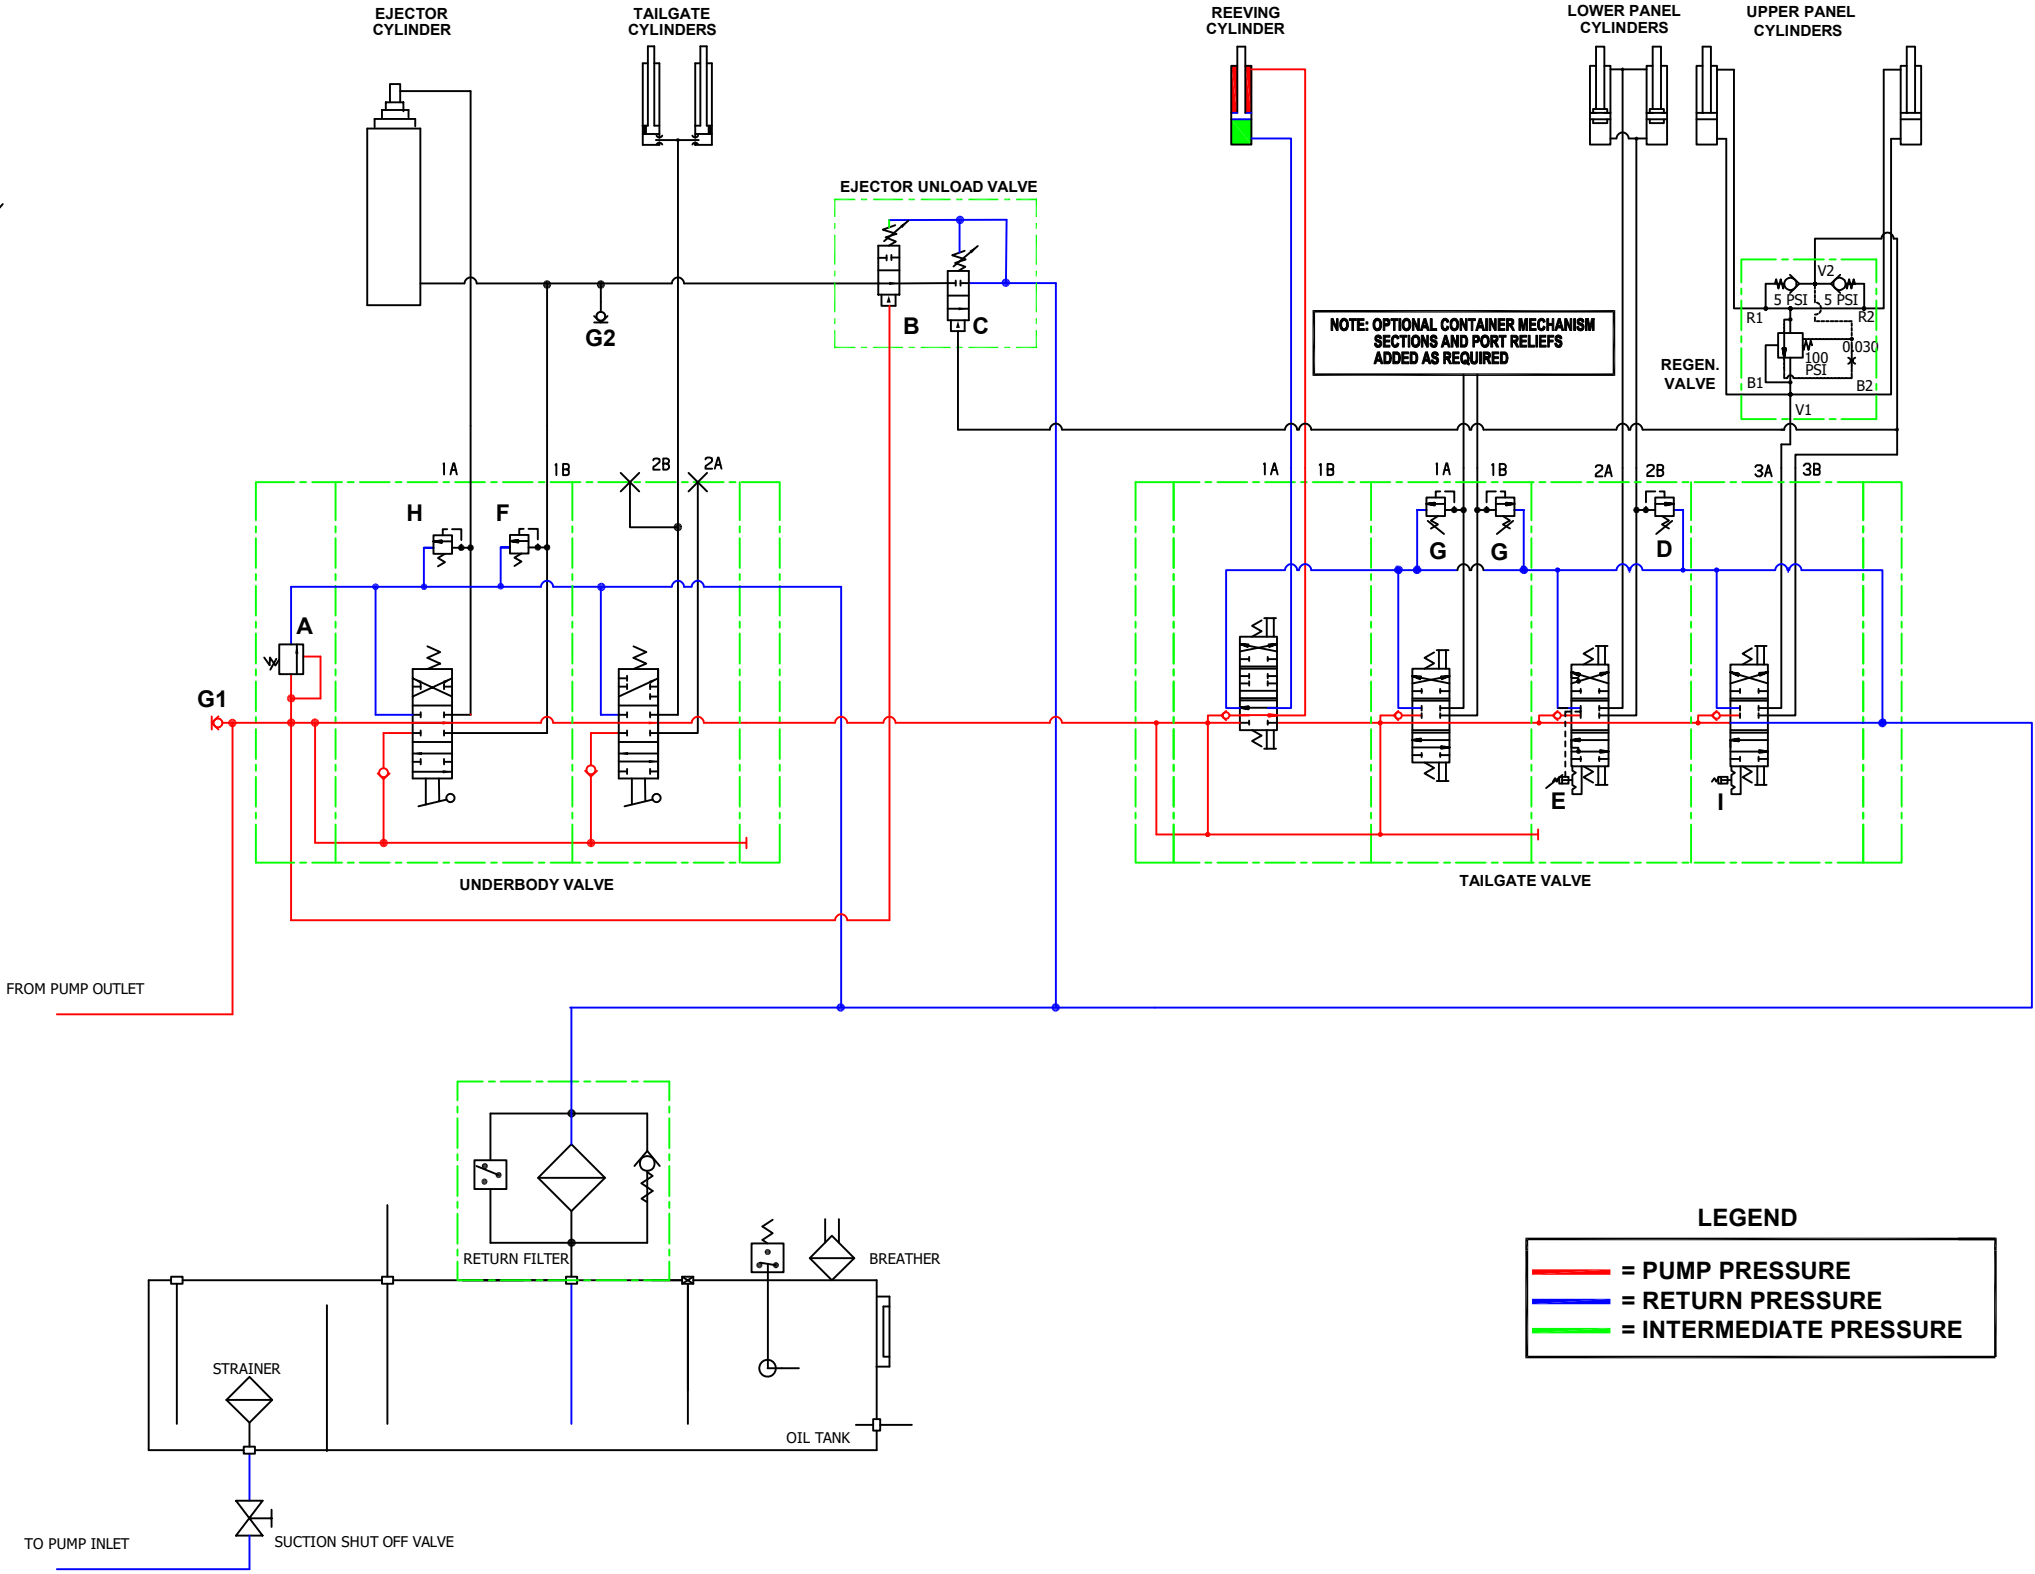 EJECTOR
CYLINDER
TAILGATE
CYLINDERS
REEVING
CYLINDER
LOWER PANEL
CYLINDERS
UPPER PANEL
CYLINDERS
EJECTOR UNLOAD VALVE
B
C
G2
NOTE: OPTIONAL CONTAINER MECHANISM
SECTIONS AND PORT RELIEFS
ADDED AS REQUIRED
V2
5 PSI
5 PSI
R1
R2
0.030
100
PSI
REGEN.
VALVE
B1
B2
V1
1A
1B
2B
2A
1A
1B
1A
1B
2A
2B
3A
3B
H
F
G
G
D
A
G1
E
I
UNDERBODY VALVE
TAILGATE VALVE
FROM PUMP OUTLET
RETURN FILTER
BREATHER
STRAINER
OIL TANK
TO PUMP INLET
SUCTION SHUT OFF VALVE
LEGEND
= PUMP PRESSURE
= RETURN PRESSURE
= INTERMEDIATE PRESSURE